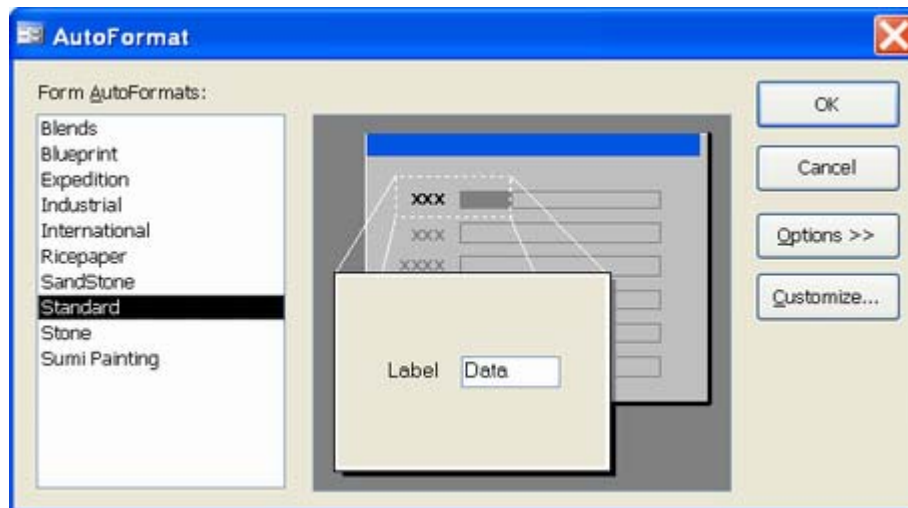 AutoFormat
Form AutoFormats:
Blends
Blueprint
Expedition
Industrial
International
Ricepaper
SandStone
Standard
Stone
Sumi Painting
xxx
xxx
xxxx
Label Data
OK
Cancel
Options >>
Customize...